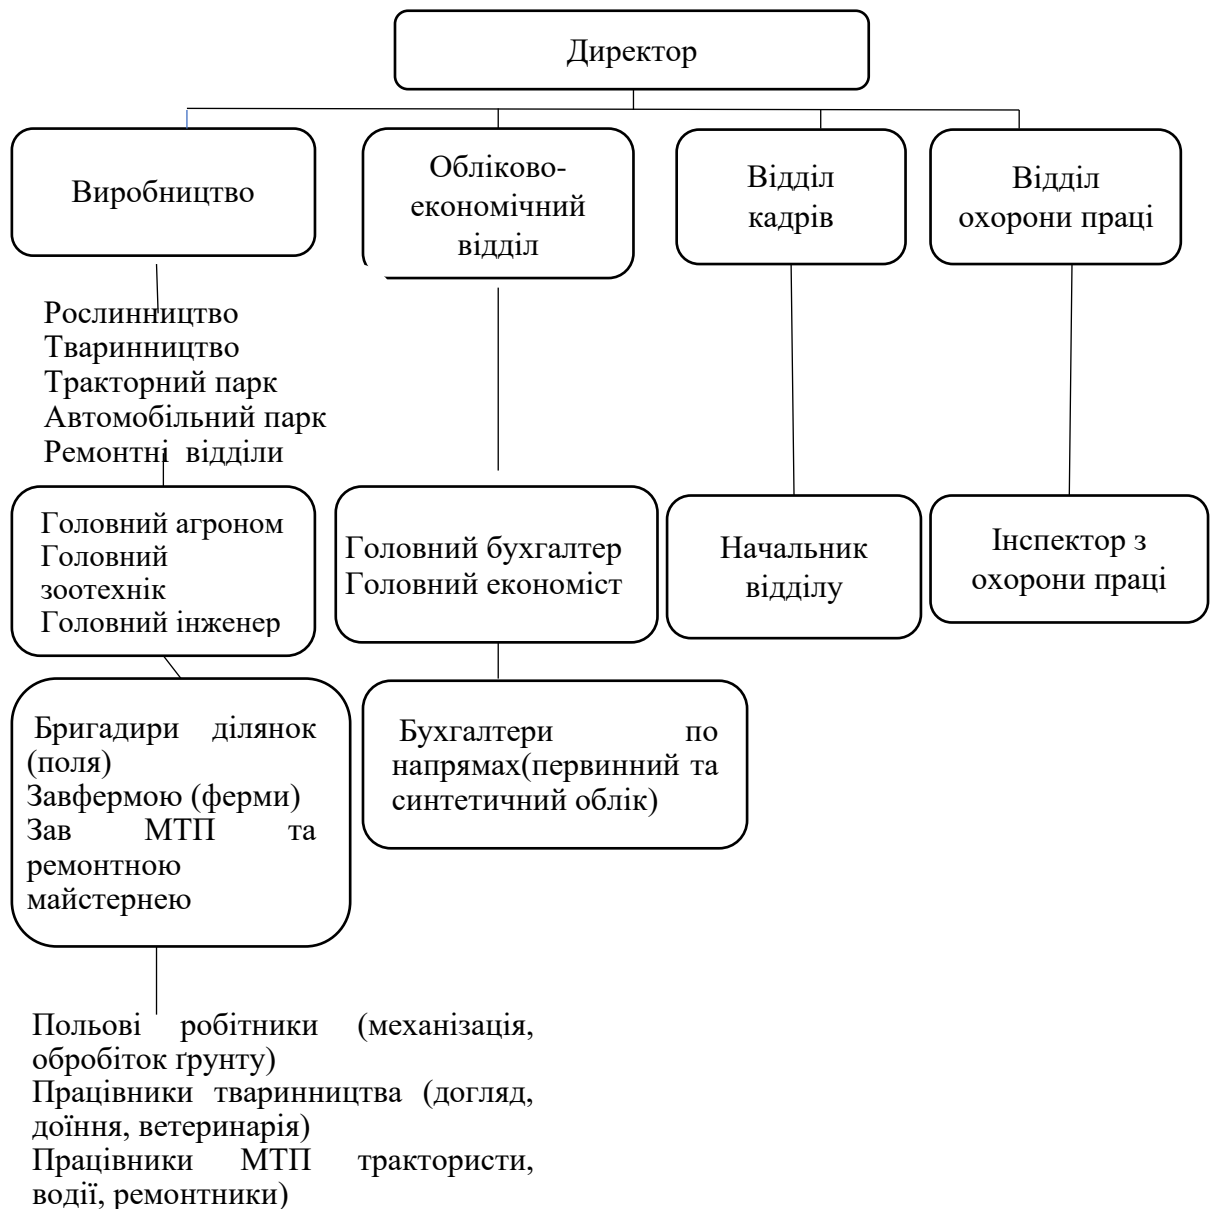 Директор
Виробництво
Обліково-
економічний
відділ
Відділ
кадрів
Відділ
охорони праці
Рослинництво
Тваринництво
Тракторний парк
Автомобільний парк
Ремонтні відділи
Головний агроном
Головний
зоотехнік
Головний інженер
Головний бухгалтер
Головний економіст
Начальник
відділу
Інспектор з
охорони праці
Бригадири ділянок
(поля)
Завфермою (ферми)
Зав МТП та
ремонтною
майстернею
Бухгалтери по
напрямах(первинний та
синтетичний облік)
Польові робітники (механізація,
обробіток ґрунту)
Працівники тваринництва (догляд,
доїння, ветеринарія)
Працівники МТП трактористи,
водії, ремонтники)